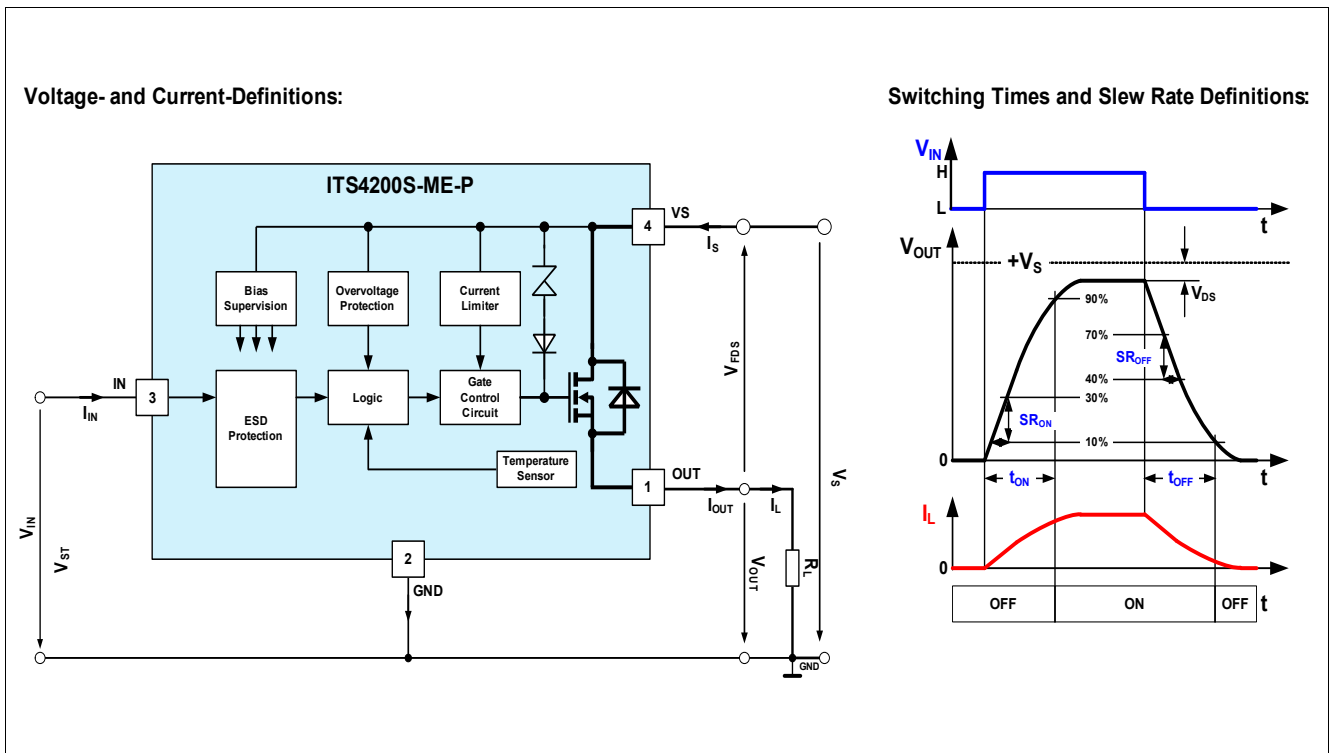 Voltage- and Current-Definitions:
Switching Times and Slew Rate Definitions:
ITS4200S-ME-P
VS
4
IS
Bias
Supervision
Overvoltage
Protection
Current
Limiter
IN
3
IIN
ESD
Protection
Logic
Gate
Control
Circuit
Temperature
Sensor
OUT
1
IOUT
IL
VFDS
VS
VIN
VST
2
GND
VOUT
RL
GND
VIN
H
L
t
VOUT
+VS
VDS
90%
70%
SROFF
40%
30%
SRON
10%
0
tON
tOFF
t
IL
0
OFF
ON
OFF
t